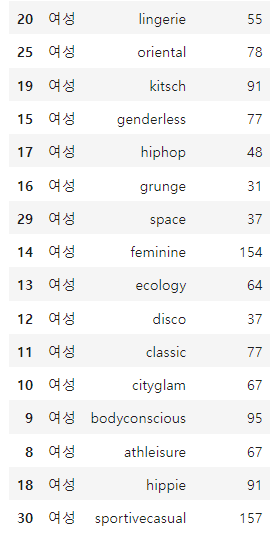 20 여성 lingerie 55
25 여성 oriental 78
19 여성 kitsch 91
15 여성 genderless 77
17 여성 hiphop 48
16 여성 grunge 31
29 여성 space 37
14 여성 feminine 154
13 여성 ecology 64
12 여성 disco 37
11 여성 classic 77
10 여성 cityglam 67
9 여성 bodyconscious 95
8 여성 athleisure 67
18 여성 hippie 91
30 여성 sportivecasual 157